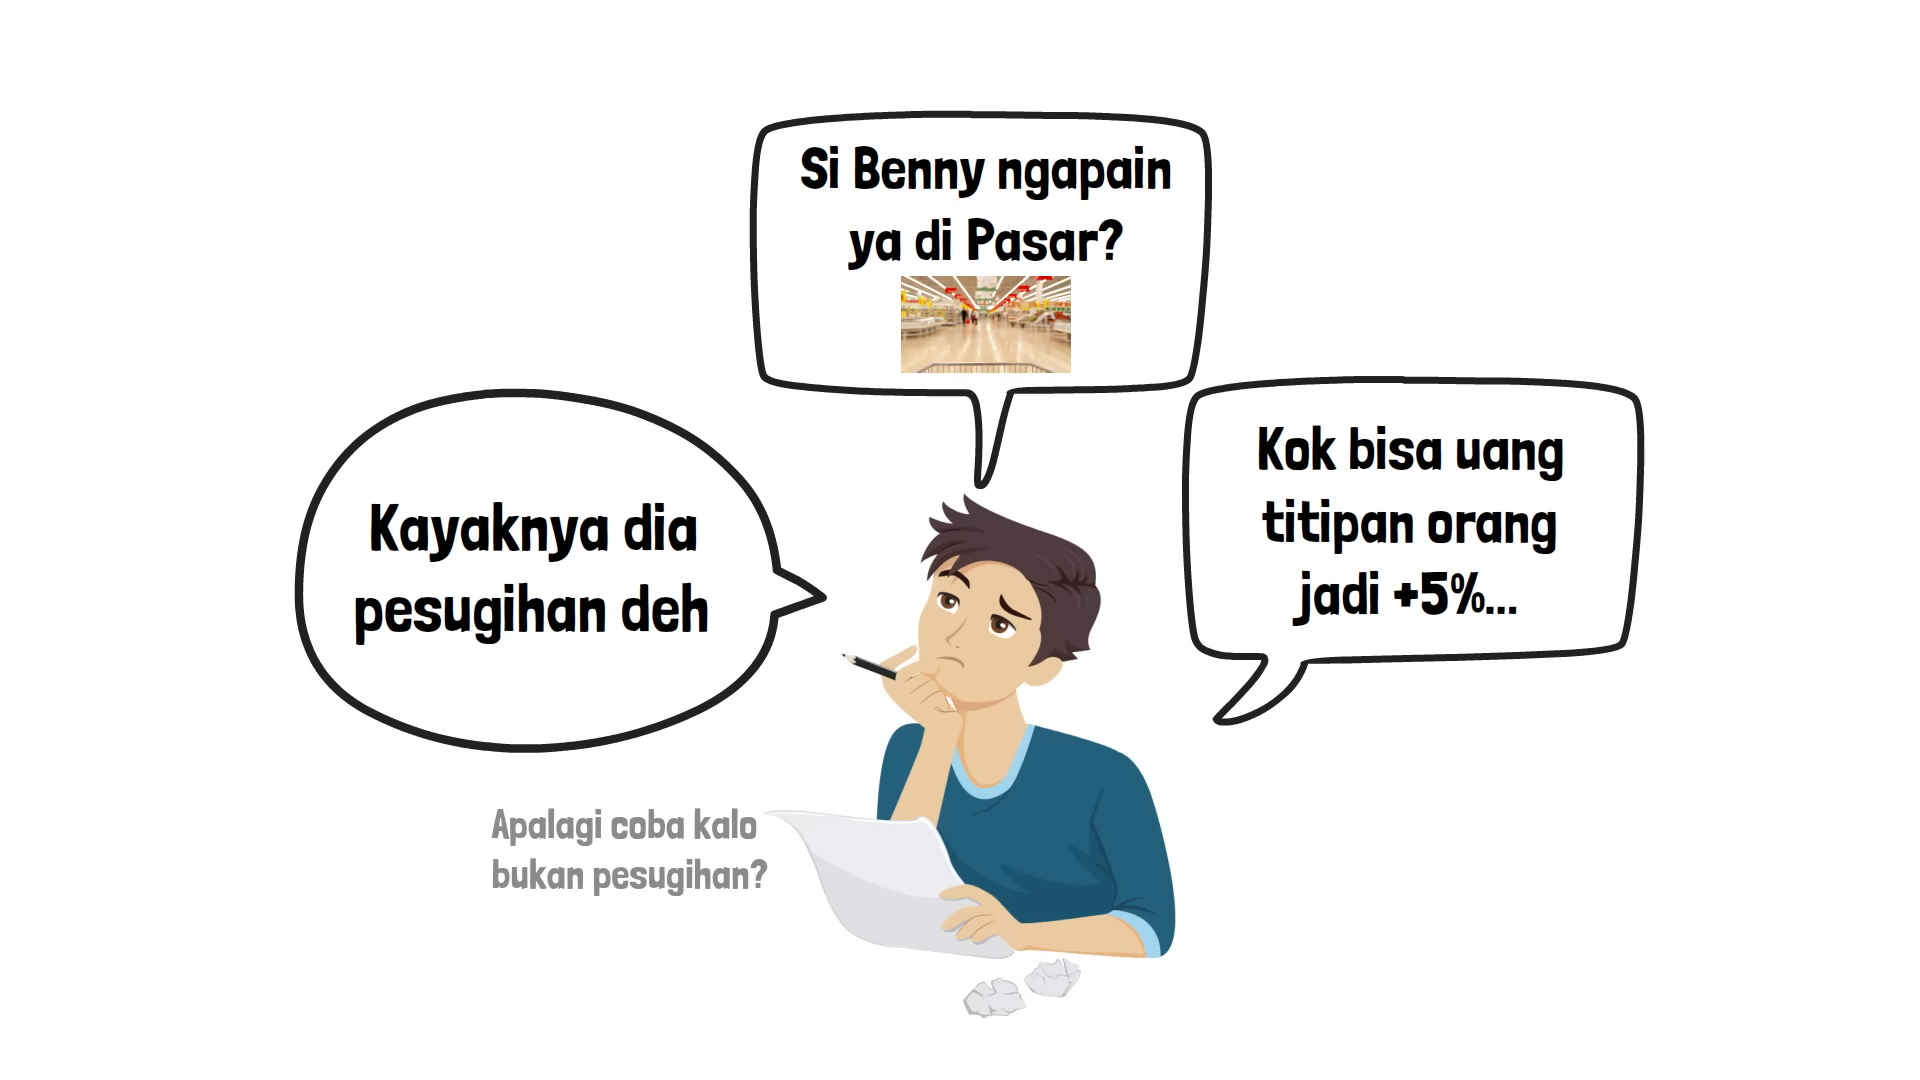 Si Benny ngapain
ya di Pasar?
Kayaknya dia
pesugihan deh
Kok bisa uang
titipan orang
jadi +5%...
Apalagi coba kalo
bukan pesugihan?